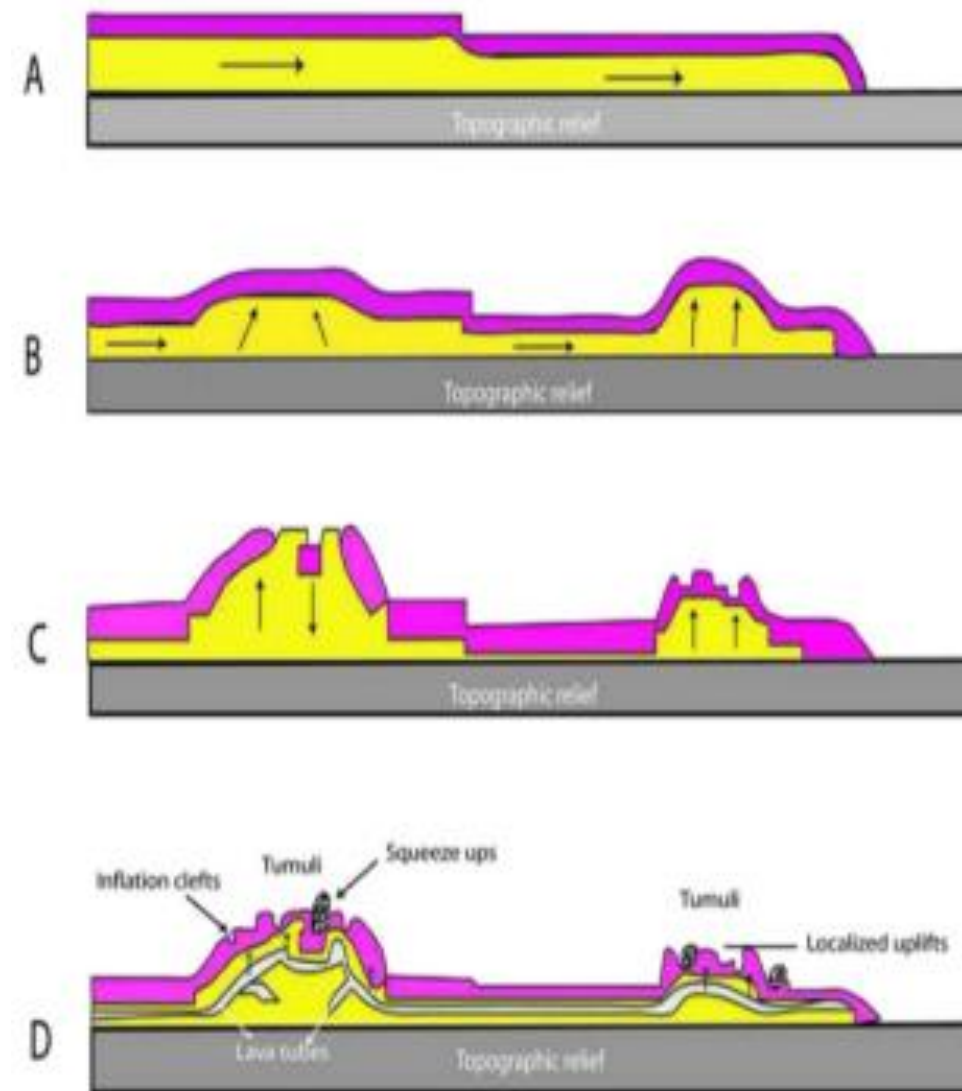 A
Topographic relief
B
Topographic relief
C
Topographic relief
Squeeze ups
Tumuli
Inflation clefts
Tumuli
Localized uplifts
D
Lava tubes
Topographic relief